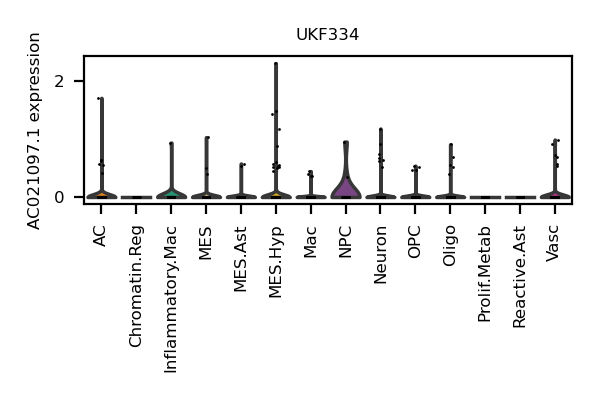 UKF334
AC021097.1 expression
2
0
AC
Chromatin.Reg
Inflammatory.Mac
MES
MES.Ast
MES.Hyp
Mac
NPC
Neuron
OPC
Oligo
Prolif.Metab
Reactive.Ast
Vasc